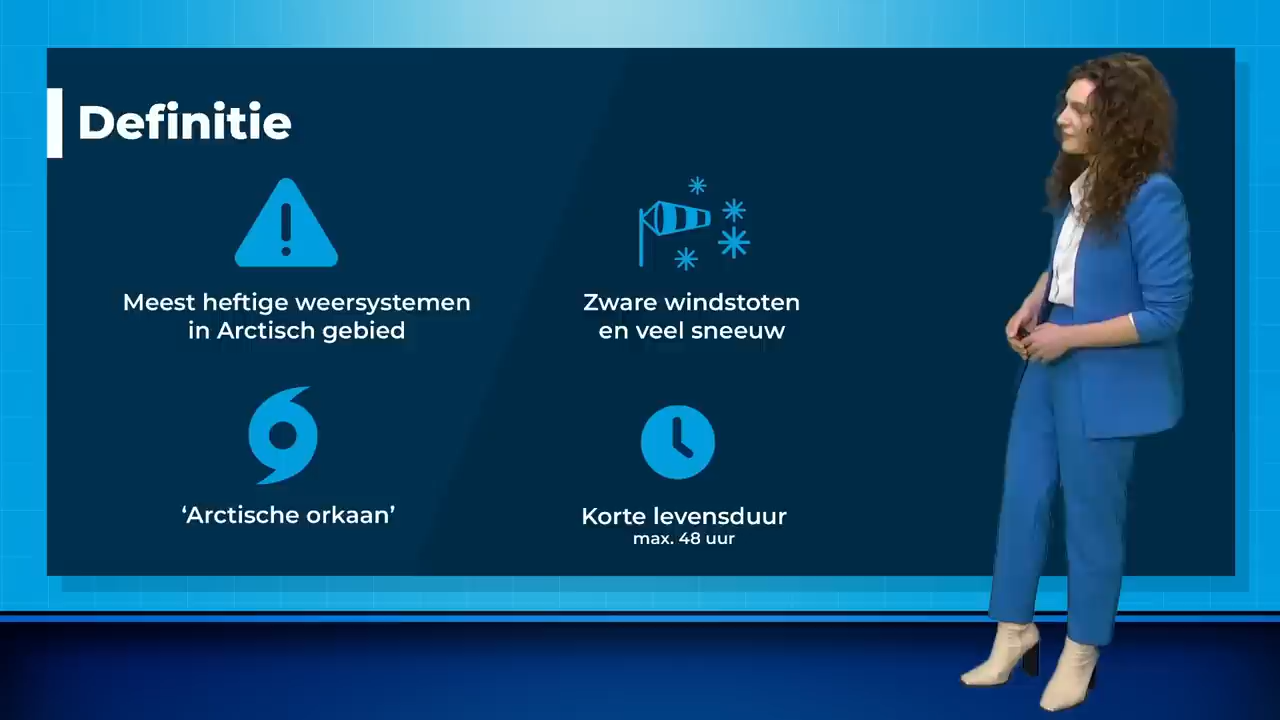 Definitie
Meest heftige weersystemen
in Arctisch gebied
Zware windstoten
en veel sneeuw
‘Arctische orkaan’
Korte levensduur
max. 48 uur